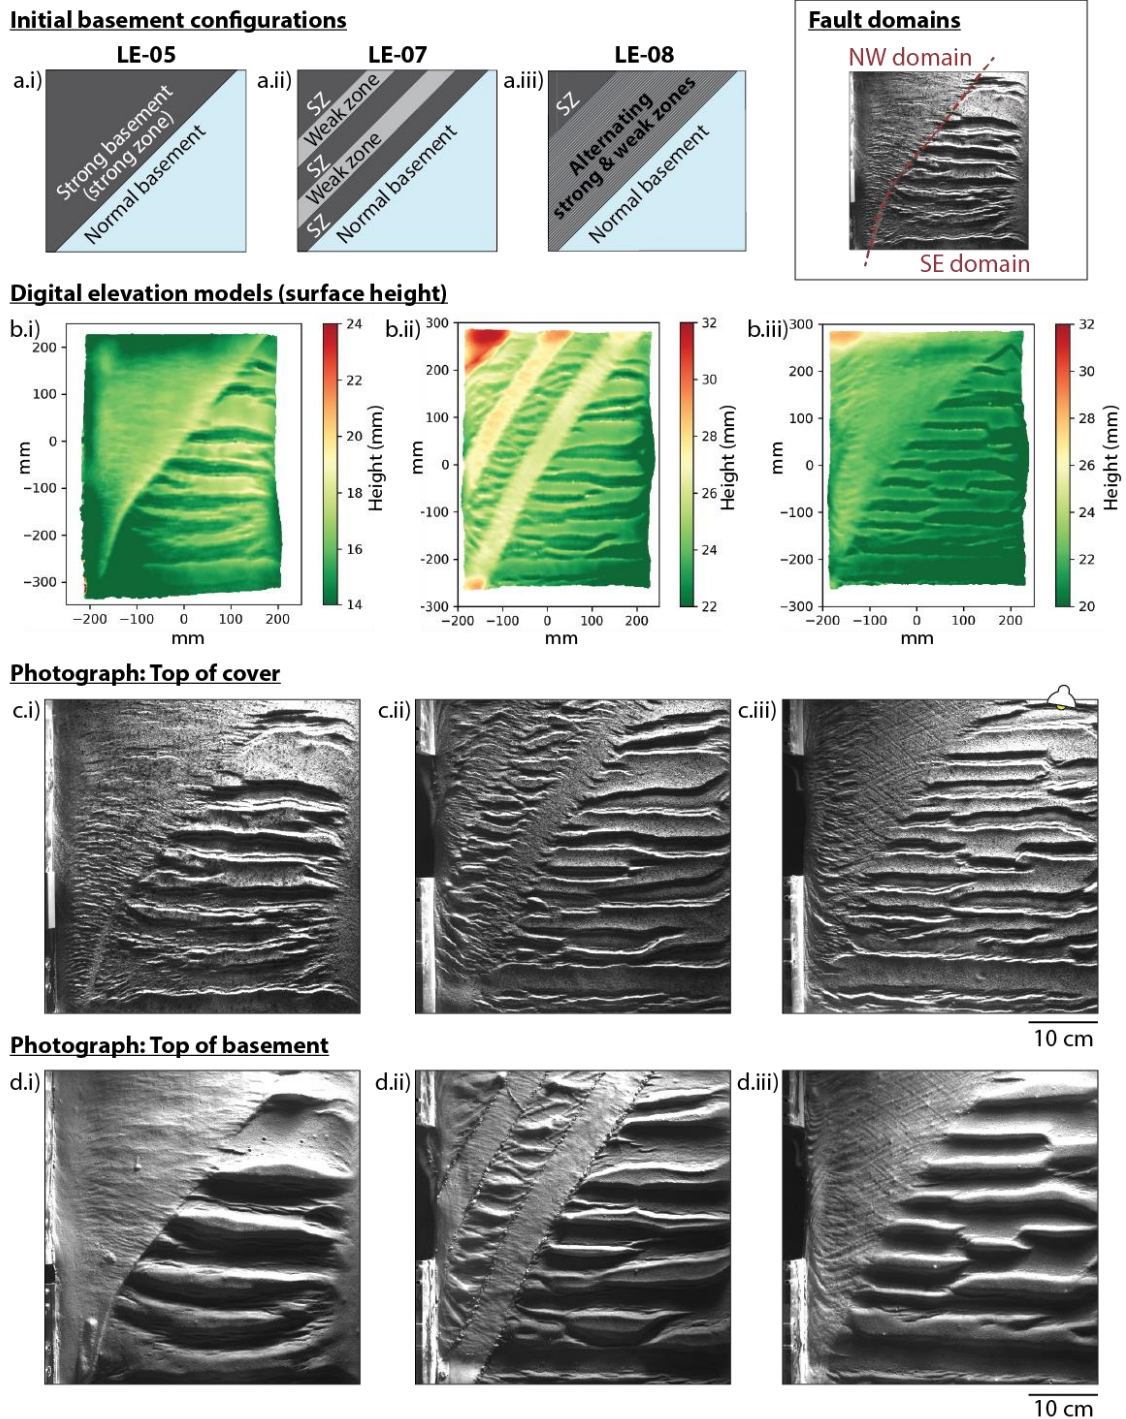 Initial basement configurations
Fault domains
LE-05
LE-07
LE-08
a.i)
a.ii)
a.iii)
Strong basement
(strong zone)
Normal basement
SZ
Weak zone
SZ
Weak zone
SZ
Normal basement
SZ
Alternating
strong & weak zones
Normal basement
NW domain
SE domain
Digital elevation models (surface height)
b.i)
200
100
0
−100
−200
−300
mm
−200 −100 0 100 200
mm
24
22
20
18
16
14
Height (mm)
b.ii)
300
200
100
0
-100
-200
-300
mm
−200 −100 0 100 200
mm
32
30
28
26
24
22
Height (mm)
b.iii)
300
200
100
0
−100
−200
−300
mm
−200 −100 0 100 200
mm
32
30
28
26
24
22
20
Height (mm)
Photograph: Top of cover
c.i)
c.ii)
c.iii)
10 cm
Photograph: Top of basement
d.i)
d.ii)
d.iii)
10 cm